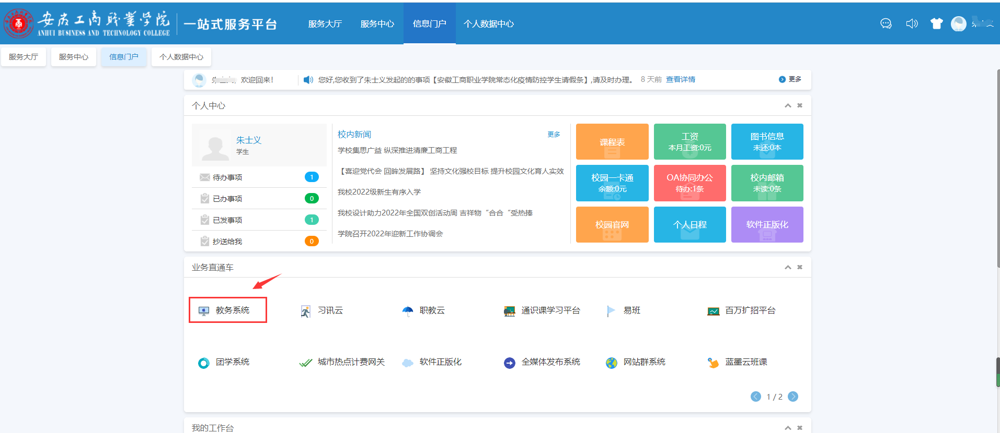 安徽工商职业学院
ANHUI BUSINESS AND TECHNOLOGY COLLEGE
一站式服务平台
服务大厅 服务中心 信息门户 个人数据中心
服务大厅 服务中心 信息门户 个人数据中心
欢迎回来!
您好,您收到了朱士义发起的的事项【安徽工商职业学院常态化疫情防控学生请假条】,请及时办理。 8 天前 查看详情 更多
个人中心
朱士义
学生
待办事项 1
已办事项 0
已发事项 1
抄送给我 0
校内新闻 更多
学校集思广益 纵深推进清廉工商工程
【喜迎党代会 回眸发展路】 坚持文化强校目标 提升校园文化育人实效
我校2022级新生有序入学
我校设计助力2022年全国双创活动周 吉祥物“合合“受热捧
学院召开2022年迎新工作协调会
课程表
工资
本月工资:0元
图书信息
未还:0本
校园一卡通
余额:0元
OA协同办公
待办:1条
校内邮箱
未读:0条
校园官网
个人日程
软件正版化
业务直通车
教务系统 习讯云 职教云 通识课学习平台 易班 百万扩招平台
团学系统 城市热点计费网关 软件正版化 全媒体发布系统 网站群系统 蓝墨云班课
1 / 2
我的工作台